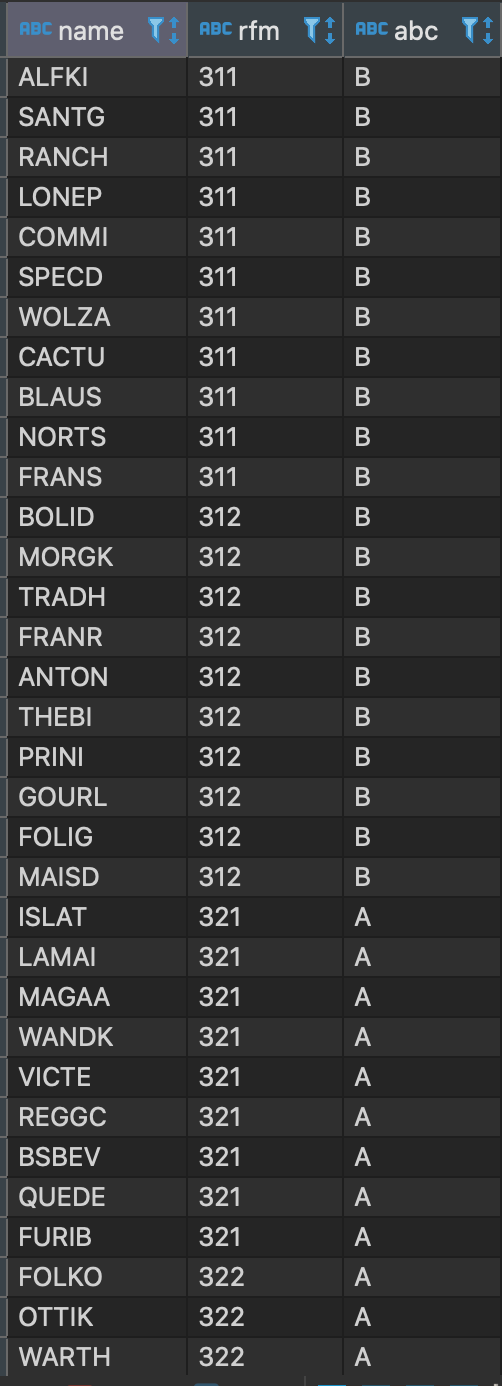 ABC name ABC rfm ABC abc
ALFKI 311 B
SANTG 311 B
RANCH 311 B
LONEP 311 B
COMMI 311 B
SPECD 311 B
WOLZA 311 B
CACTU 311 B
BLAUS 311 B
NORTS 311 B
FRANS 311 B
BOLID 312 B
MORGK 312 B
TRADH 312 B
FRANR 312 B
ANTON 312 B
THEBI 312 B
PRINI 312 B
GOURL 312 B
FOLIG 312 B
MAISD 312 B
ISLAT 321 A
LAMAI 321 A
MAGAA 321 A
WANDK 321 A
VICTE 321 A
REGGC 321 A
BSBEV 321 A
QUEDE 321 A
FURIB 321 A
FOLKO 322 A
OTTIK 322 A
WARTH 322 A